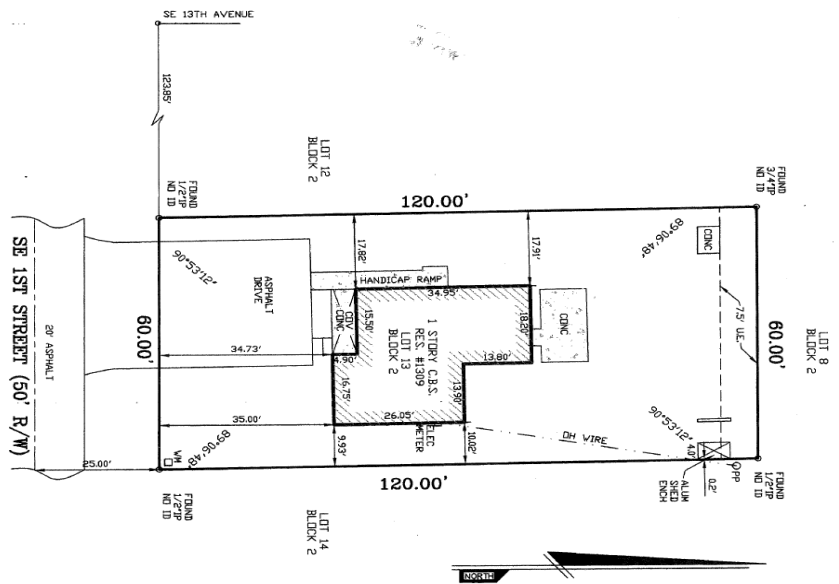 SE 13TH AVENUE
123.85'
LOT 12
BLOCK 2
FOUND
1/2"IP
NO ID
FOUND
3/4"IP
NO ID
120.00'
90°53'12"
89°06'48"
17.82'
17.91'
CONC
7.5' U.E.
LOT 8
BLOCK 2
ASPHALT
DRIVE
HANDICAP RAMP
34.95'
COV
CONC
15.50'
1 STORY C.B.S.
RES #1309
LOT 13
BLOCK 2
18.20'
CONC
60.00'
60.00'
SE 1ST STREET (50' R/W)
20' ASPHALT
34.73'
4.90'
13.80'
16.75'
13.90'
35.00'
26.05'
9.93'
ELEC
METER
10.02'
OH WIRE
90°53'12"
4.0'
89°06'48"
WM
25.00'
ALUM
SHED
ENCH
0.2'
PP
120.00'
FOUND
1/2"IP
NO ID
FOUND
1/2"IP
NO ID
LOT 14
BLOCK 2
NORTH